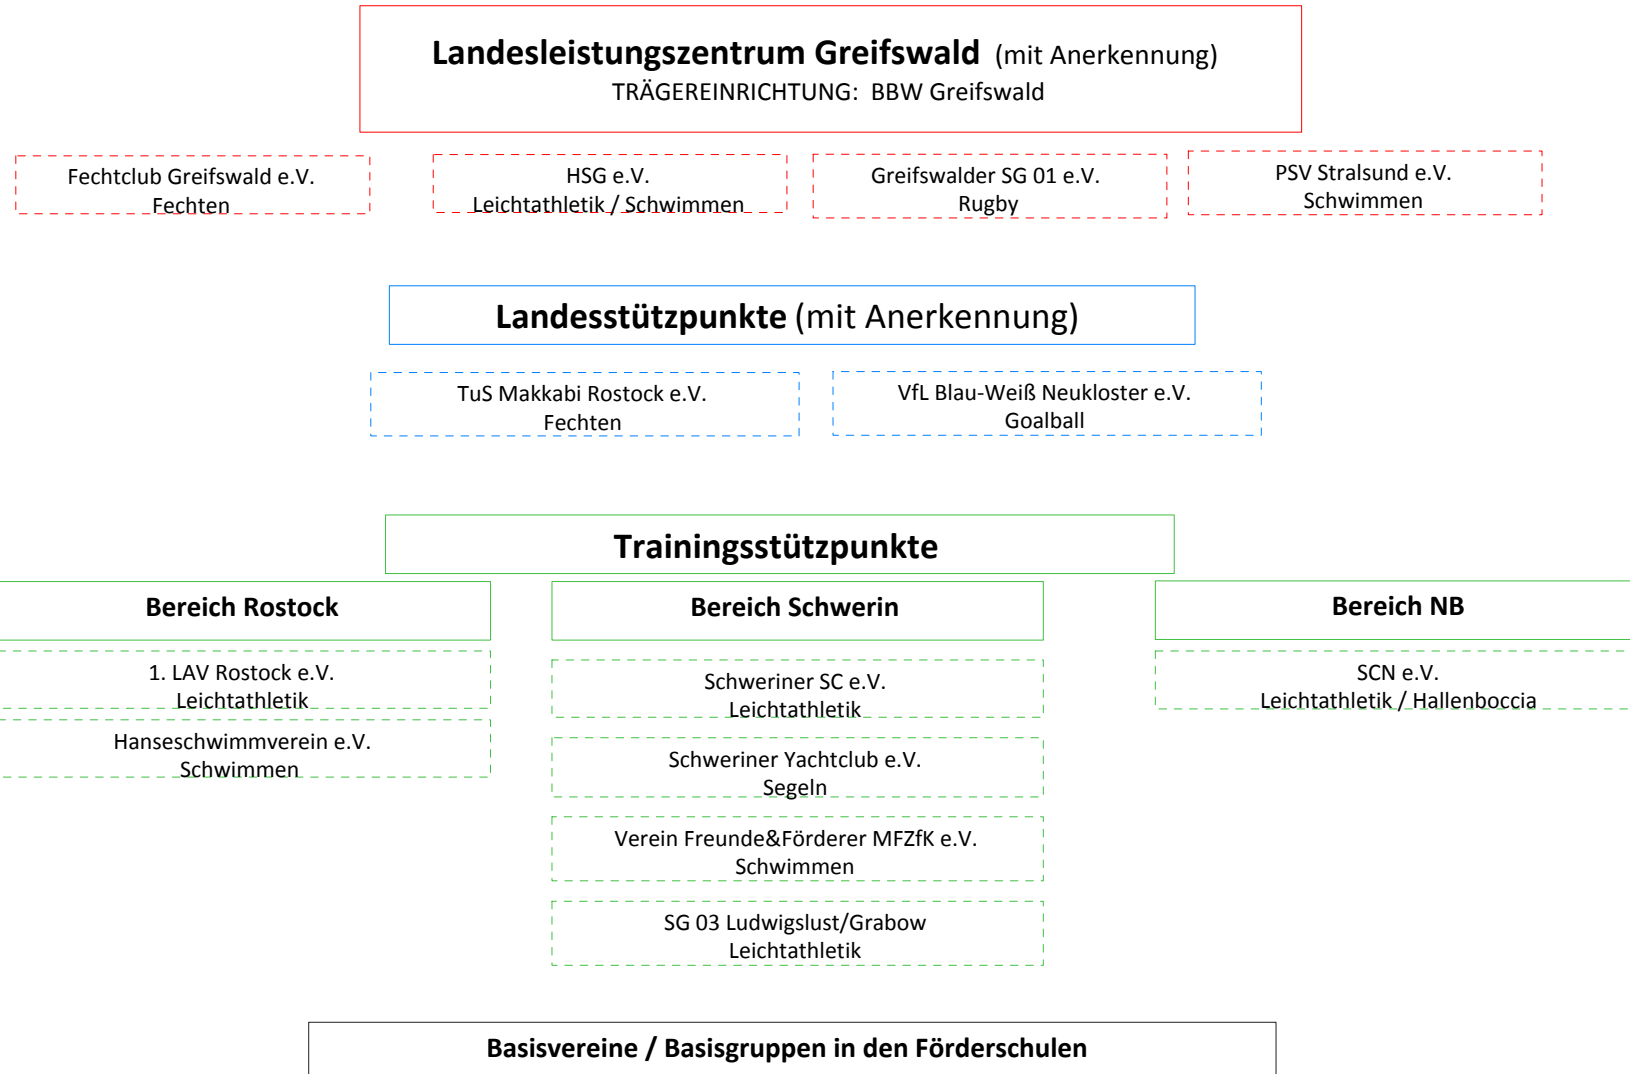 Landesleistungszentrum Greifswald (mit Anerkennung)
TRÄGEREINRICHTUNG: BBW Greifswald
Fechtclub Greifswald e.V.
Fechten
HSG e.V.
Leichtathletik / Schwimmen
Greifswalder SG 01 e.V.
Rugby
PSV Stralsund e.V.
Schwimmen
Landesstützpunkte (mit Anerkennung)
TuS Makkabi Rostock e.V.
Fechten
VfL Blau-Weiß Neukloster e.V.
Goalball
Trainingsstützpunkte
Bereich Rostock
1. LAV Rostock e.V.
Leichtathletik
Hanseschwimmverein e.V.
Schwimmen
Bereich Schwerin
Schweriner SC e.V.
Leichtathletik
Schweriner Yachtclub e.V.
Segeln
Verein Freunde&Förderer MFZfK e.V.
Schwimmen
SG 03 Ludwigslust/Grabow
Leichtathletik
Bereich NB
SCN e.V.
Leichtathletik / Hallenboccia
Basisvereine / Basisgruppen in den Förderschulen